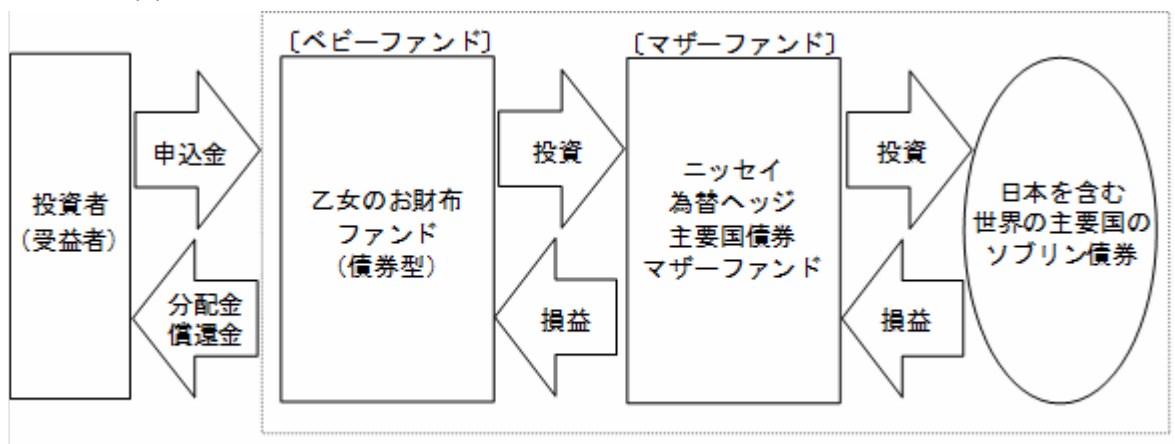 〔ベビーファンド〕
〔マザーファンド〕
投資者
（受益者）
申込金
分配金
償還金
乙女のお財布
ファンド
（債券型）
投資
損益
ニッセイ
為替ヘッジ
主要国債券
マザーファンド
投資
損益
日本を含む
世界の主要国の
ソブリン債券